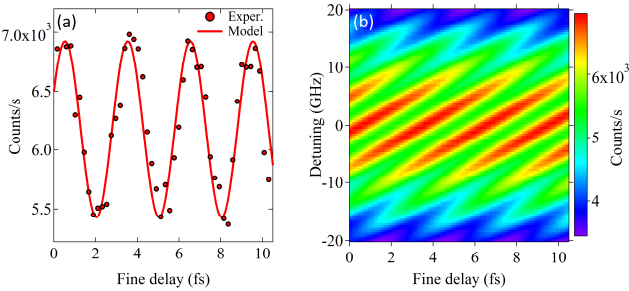 (a)
Exper.
Model
7.0x10³
6.5
6.0
5.5
Counts/s
0 2 4 6 8 10
Fine delay (fs)
(b)
20
10
0
-10
-20
Detuning (GHz)
0 2 4 6 8 10
Fine delay (fs)
6x10³
5
4
Counts/s